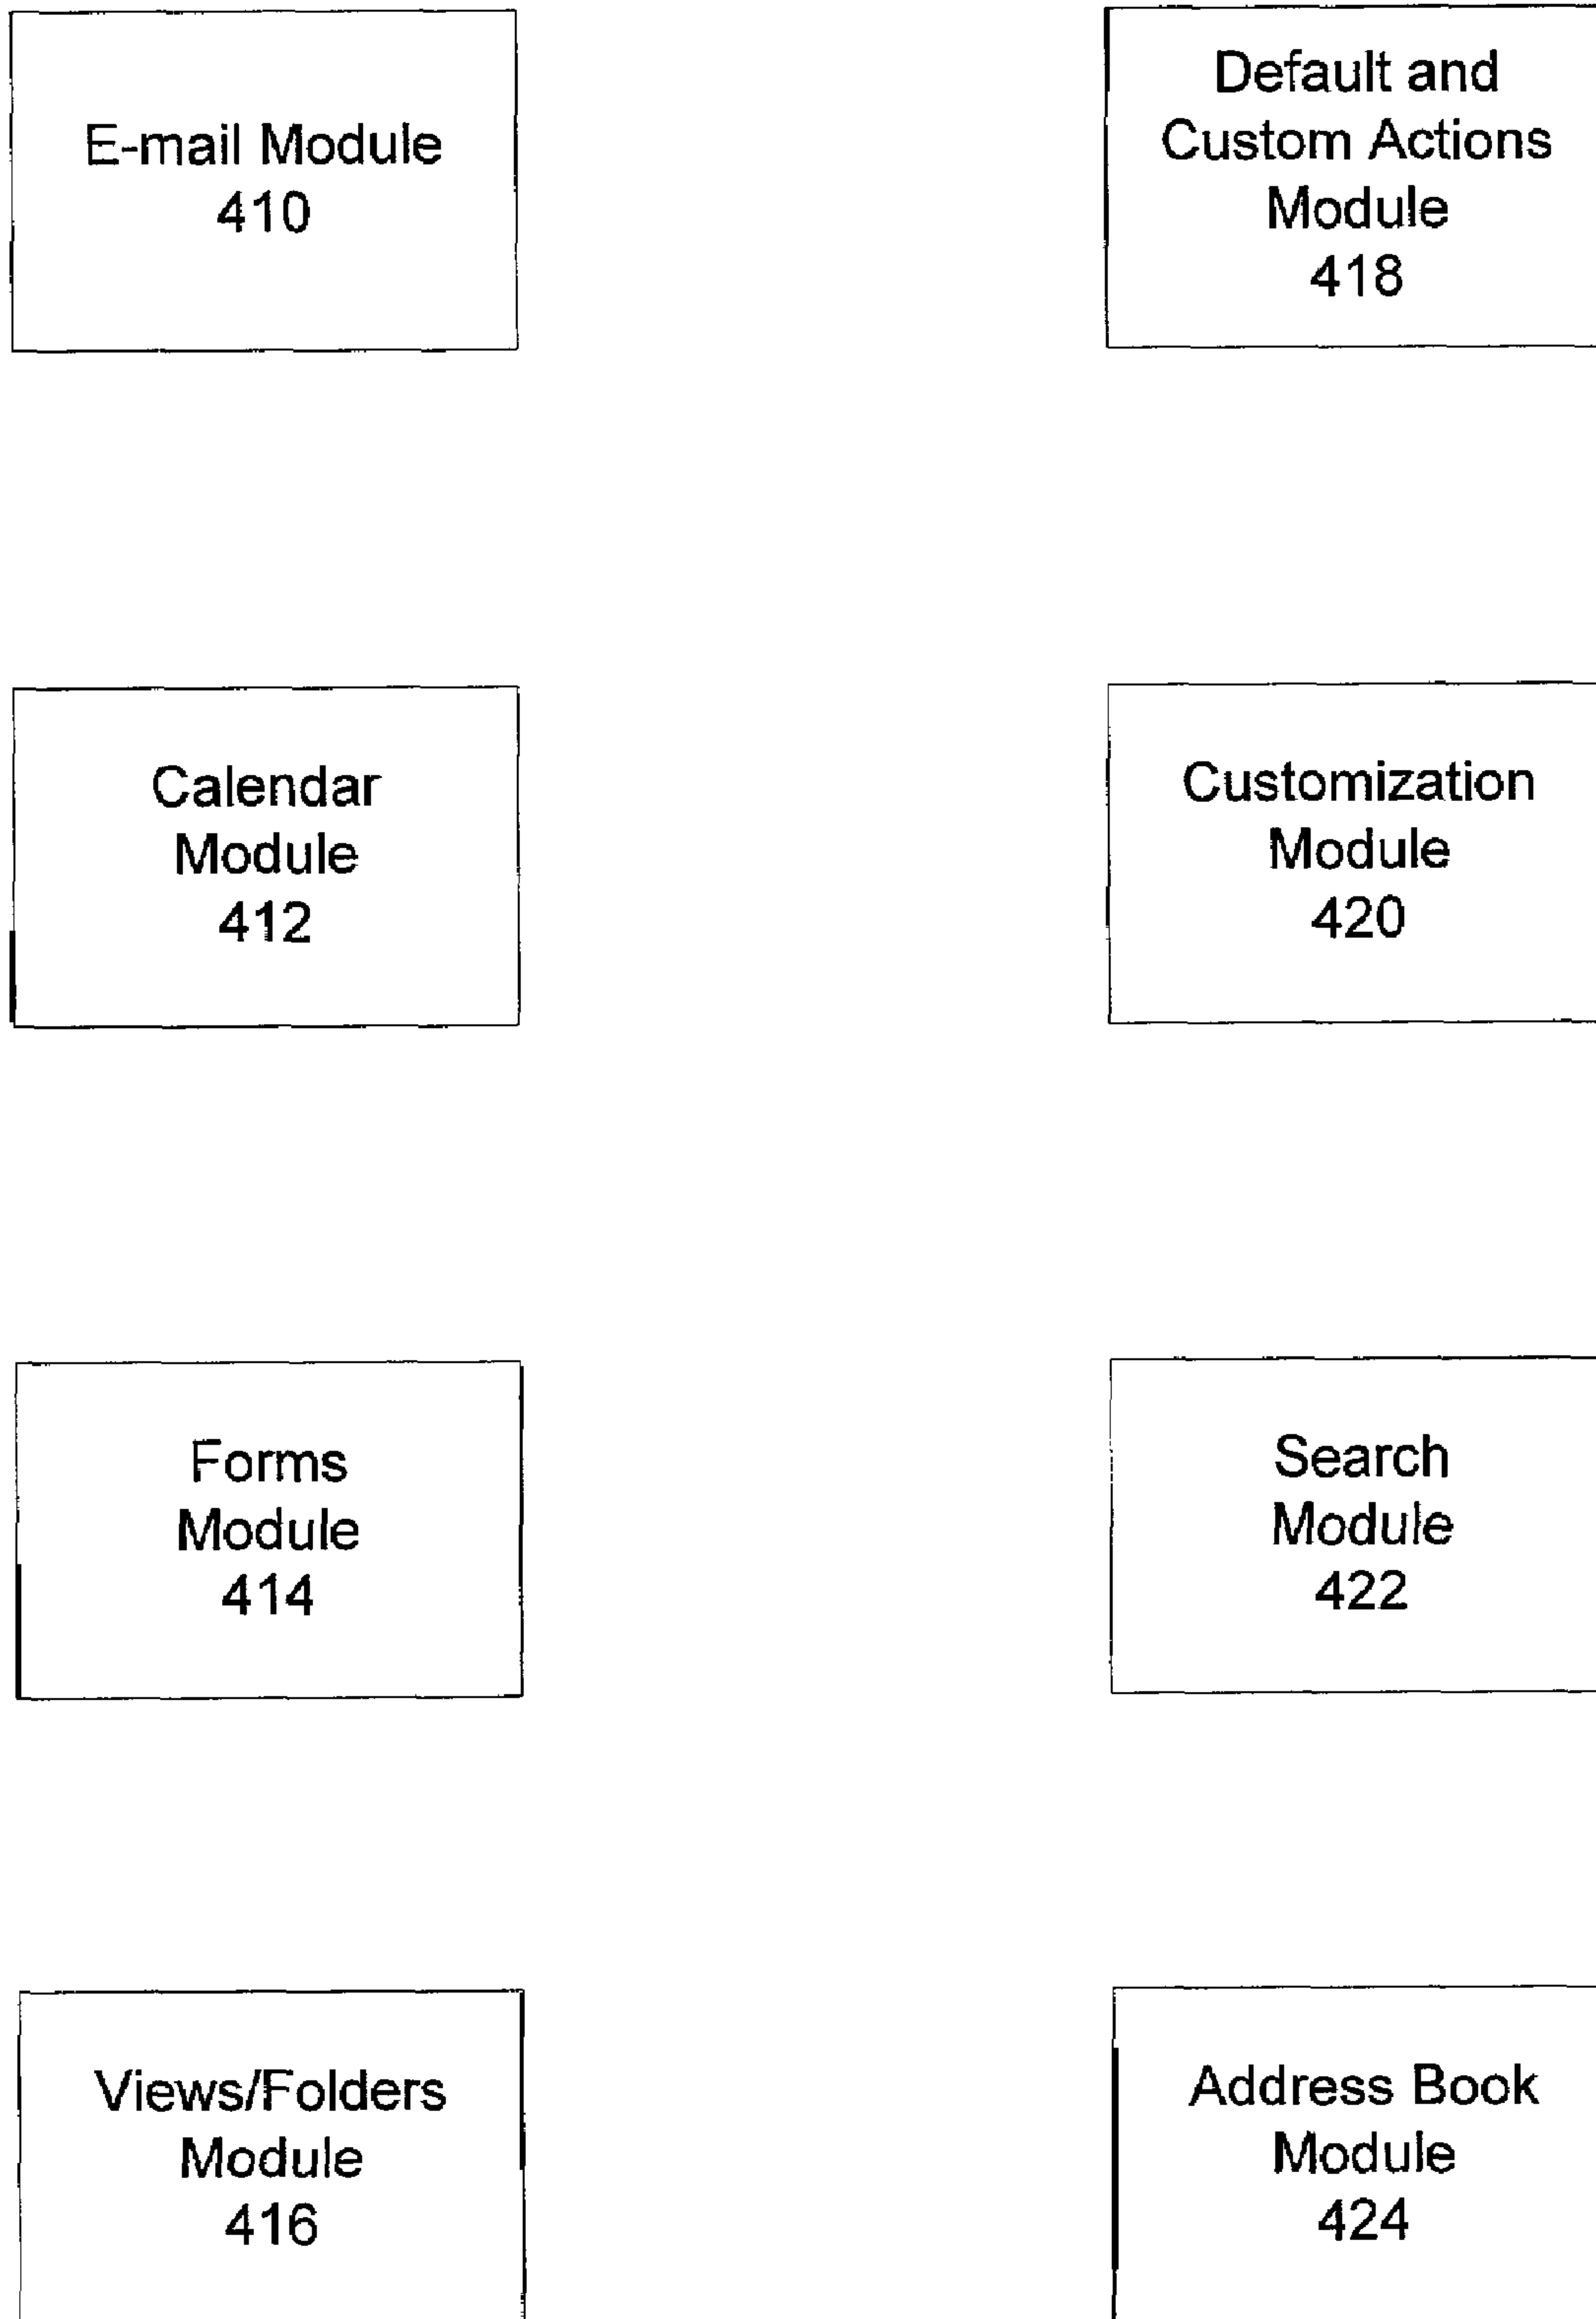 E-mail Module
410
Default and
Custom Actions
Module
418
Calendar
Module
412
Customization
Module
420
Forms
Module
414
Search
Module
422
Views/Folders
Module
416
Address Book
Module
424